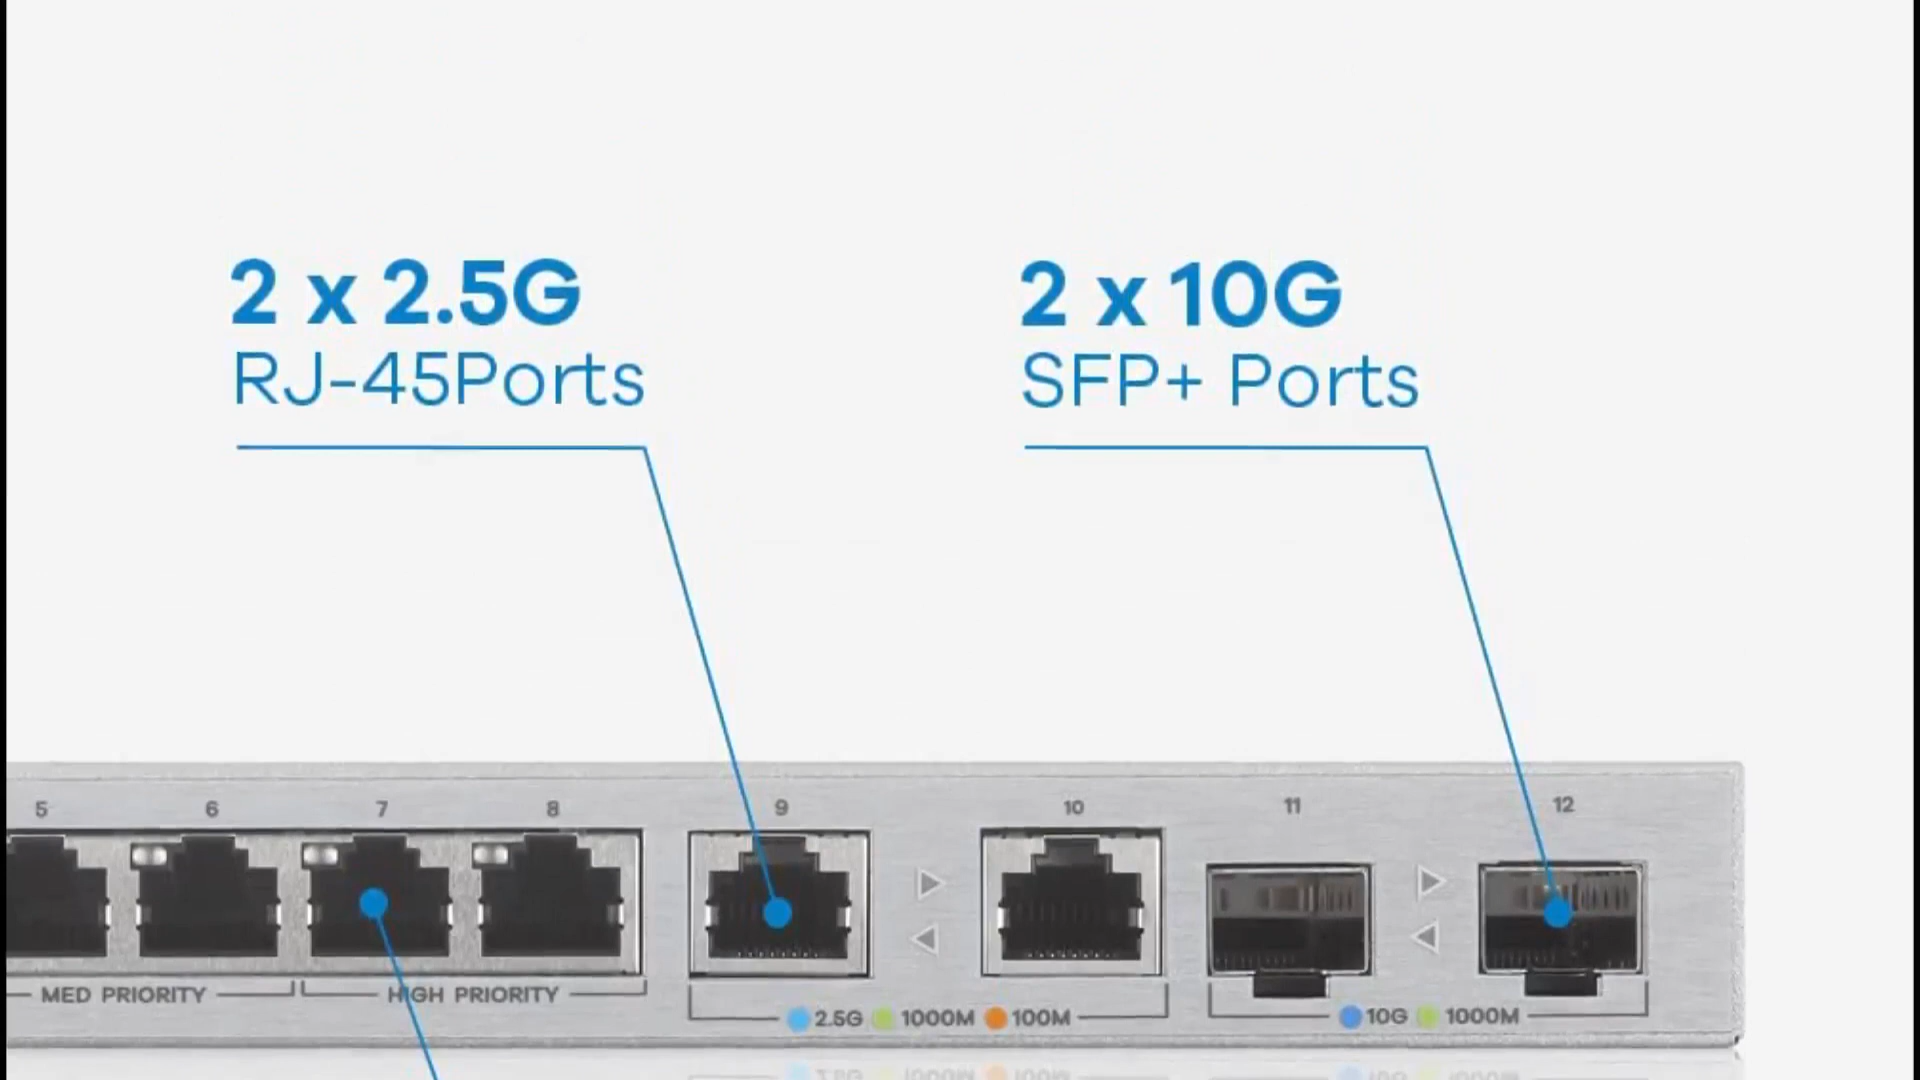 2 x 2.5G
RJ-45Ports
2 x 10G
SFP+ Ports
5 6 7 8 9 10 11 12
MED PRIORITY
HIGH PRIORITY
2.5G 1000M 100M
10G 1000M